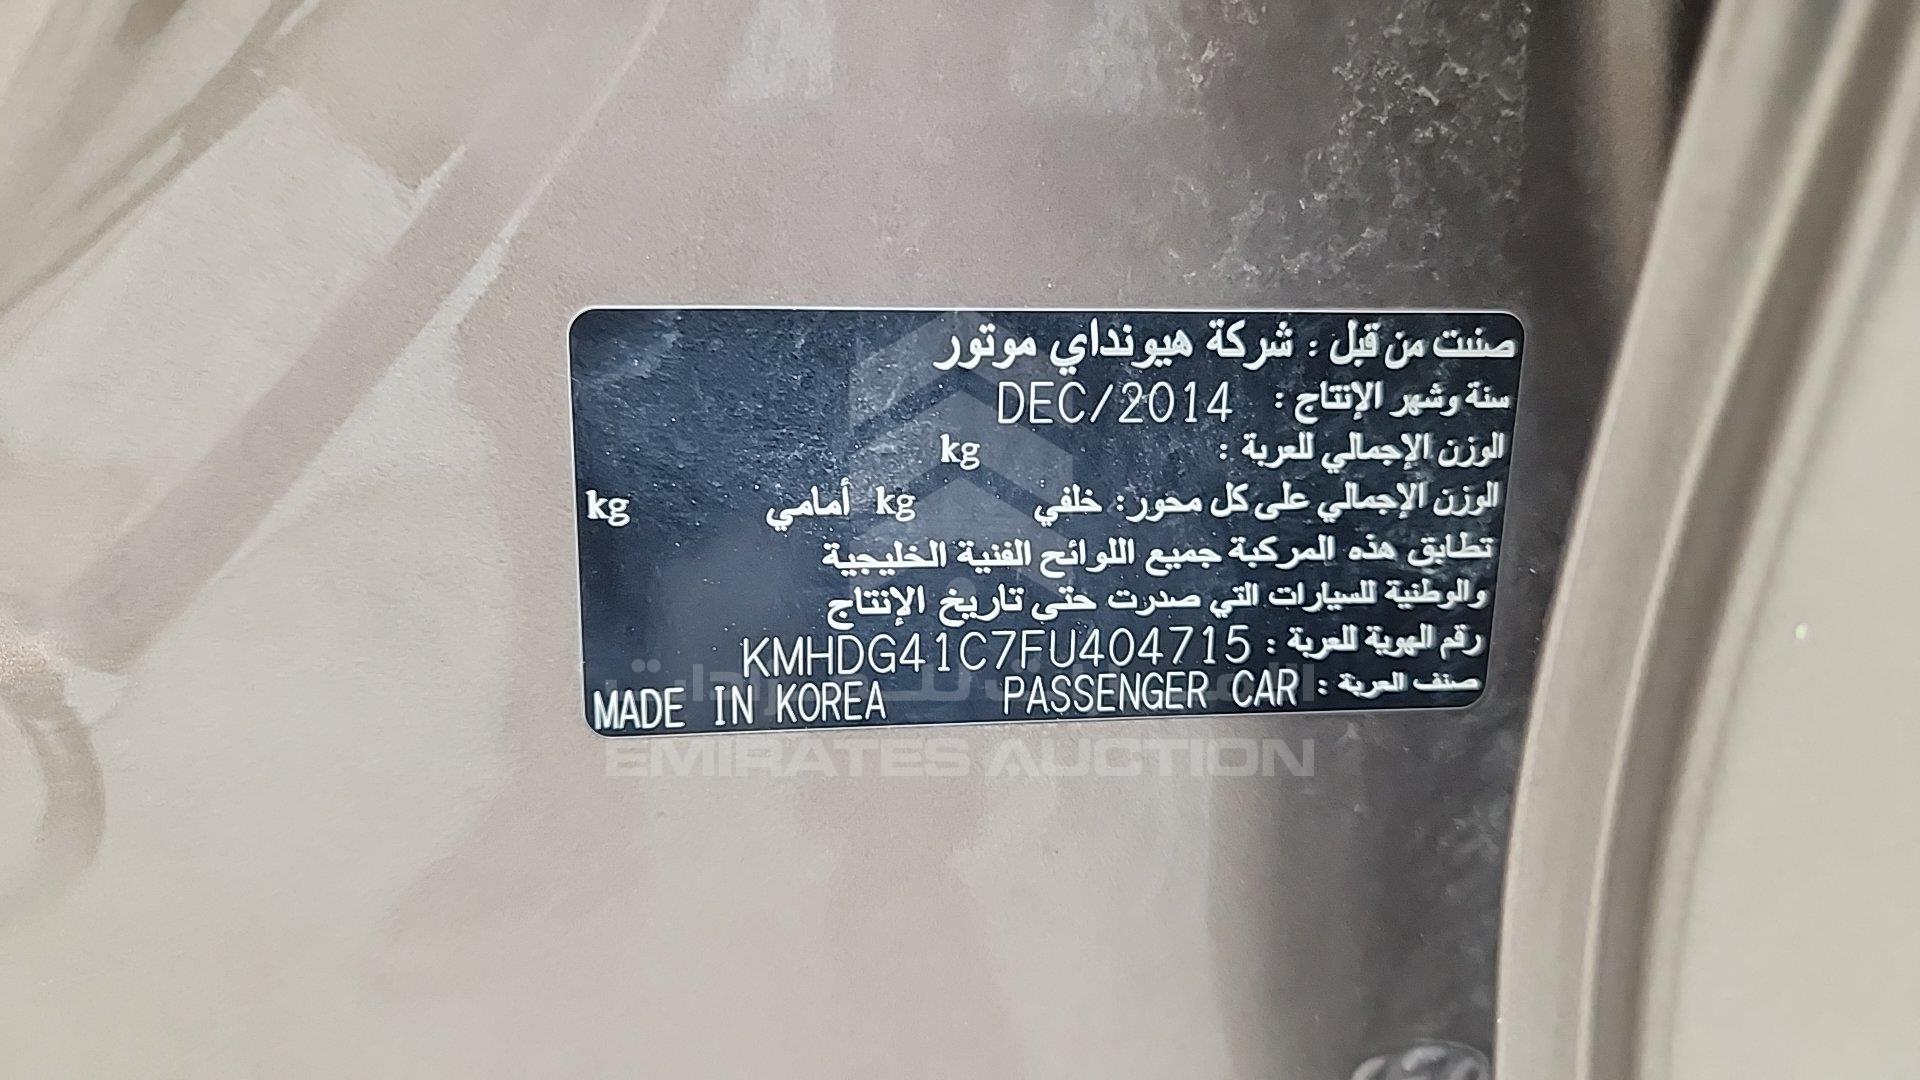 صنعت من قبل : شركة هيونداي موتور
سنة وشهر الإنتاج : DEC/2014
الوزن الإجمالي للعربة : kg
الوزن الإجمالي على كل محور: خلفي kg أمامي kg
تطابق هذه المركبة جميع اللوائح الفنية الخليجية
والوطنية للسيارات التي صدرت حتى تاريخ الإنتاج
رقم الهوية للعربة : KMHDG41C7FU404715
صنف العربة : PASSENGER CAR MADE IN KOREA
الإمارات للمزادات
EMIRATES AUCTION